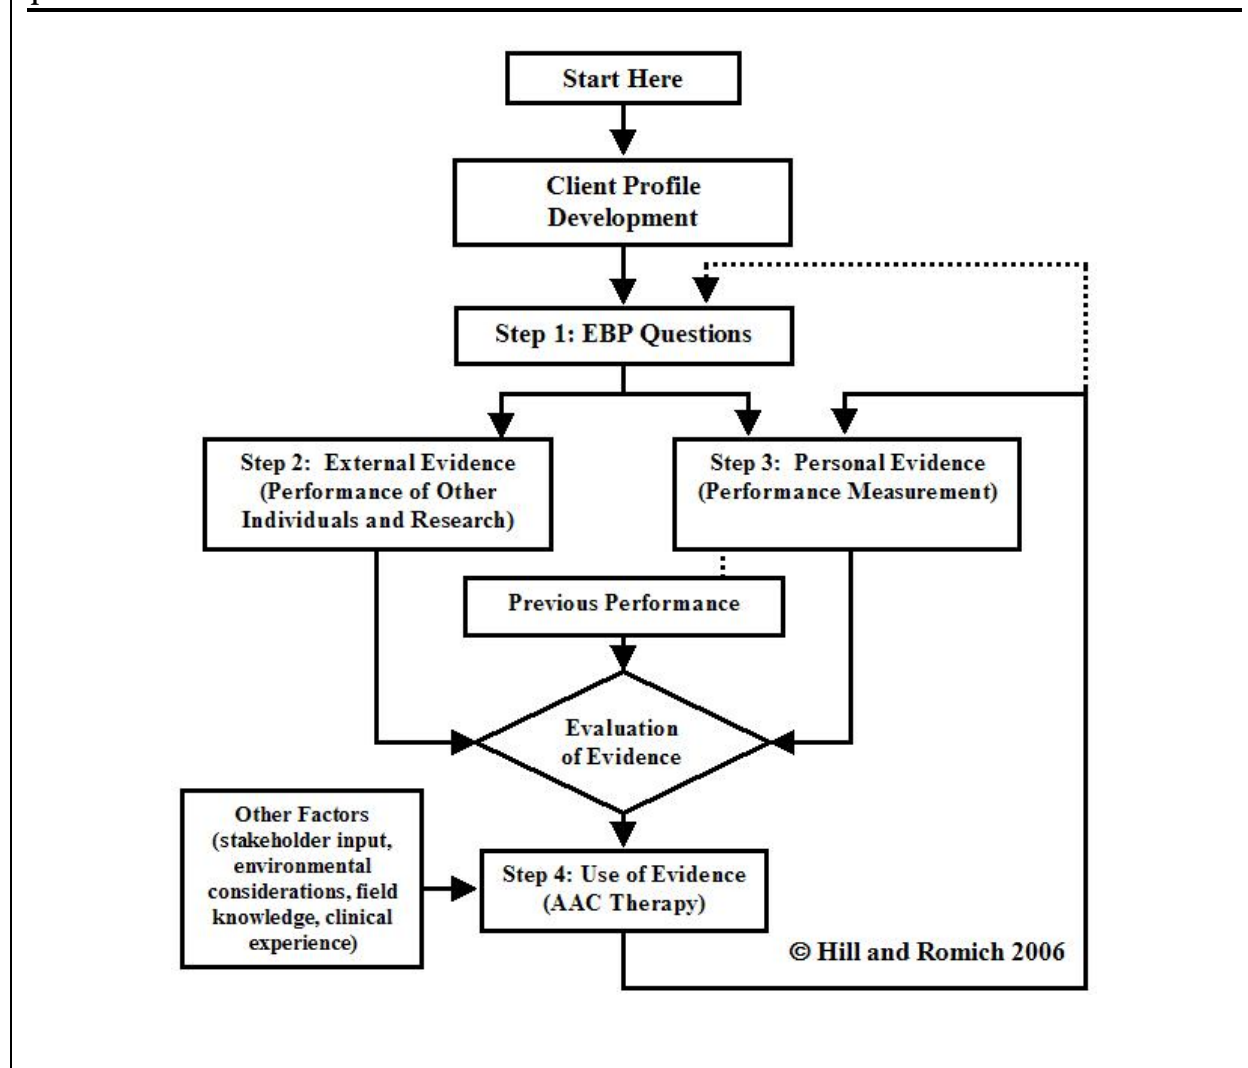 Start Here
Client Profile
Development
Step 1: EBP Questions
Step 2: External Evidence
(Performance of Other
Individuals and Research)
Step 3: Personal Evidence
(Performance Measurement)
Previous Performance
Evaluation
of Evidence
Other Factors
(stakeholder input,
environmental
considerations, field
knowledge, clinical
experience)
Step 4: Use of Evidence
(AAC Therapy)
© Hill and Romich 2006